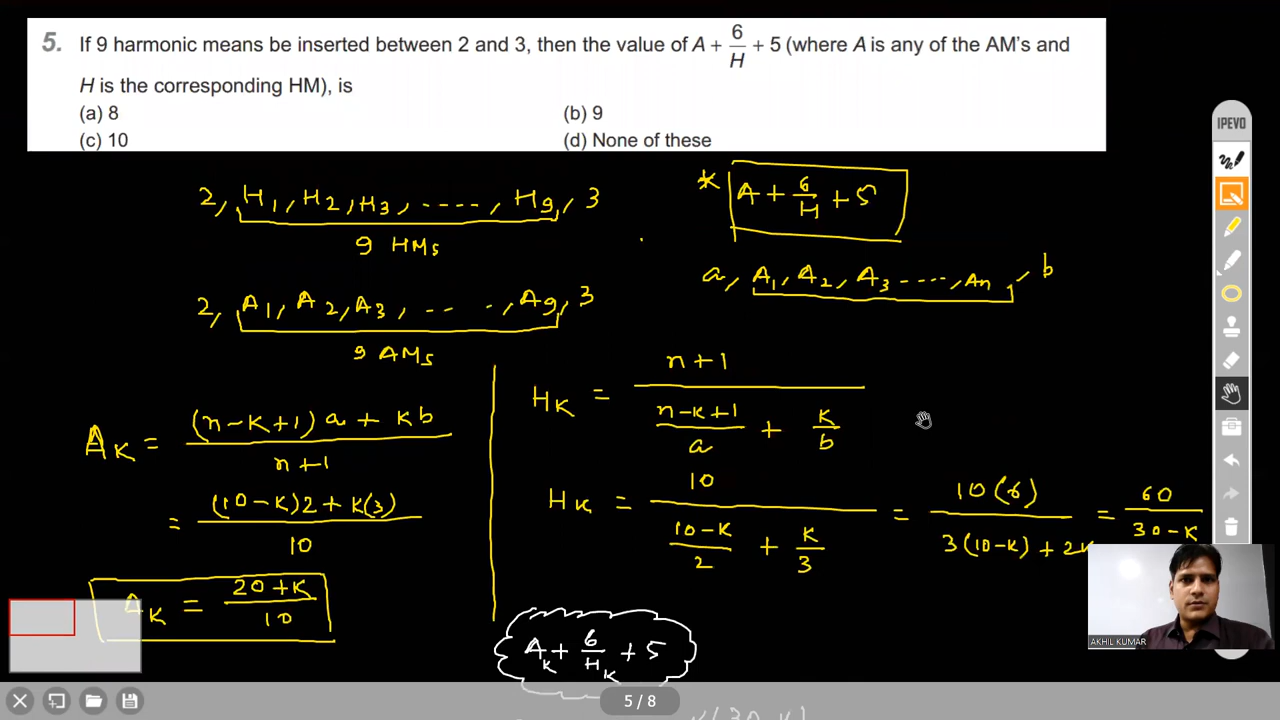 5. If 9 harmonic means be inserted between 2 and 3, then the value of A + 6/H + 5 (where A is any of the AM's and
H is the corresponding HM), is
(a) 8 (b) 9
(c) 10 (d) None of these
IPEVO
2, H1, H2, H3, ....., H9, 3
9 HMs
* A + 6/H + 5
a, A1, A2, A3 ....., An, b
2, A1, A2, A3, .. .. ., A9, 3
9 AMs
AK = ((n-K+1) a + Kb)/(n+1)
= ((10-K)2 + K(3))/10
AK = (20+K)/10
HK = (n+1)/((n-K+1)/a + K/b)
HK = 10/((10-K)/2 + K/3) = 10(6)/(3(10-K) + 2K = 60/(30-K
AK + 6/HK + 5
AKHIL KUMAR
5 / 8